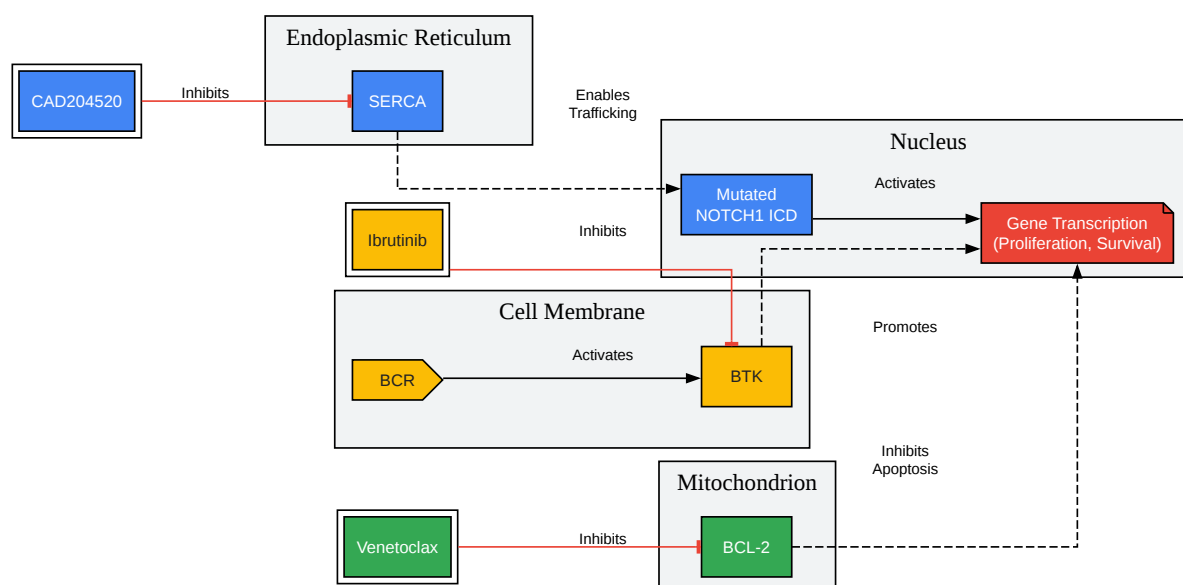 Endoplasmic Reticulum
CAD204520
Inhibits
SERCA
Enables
Trafficking
Nucleus
Mutated
NOTCH1 ICD
Activates
Gene Transcription
(Proliferation, Survival)
Ibrutinib
Inhibits
Cell Membrane
Promotes
BCR
Activates
BTK
Inhibits
Apoptosis
Mitochondrion
Venetoclax
Inhibits
BCL-2